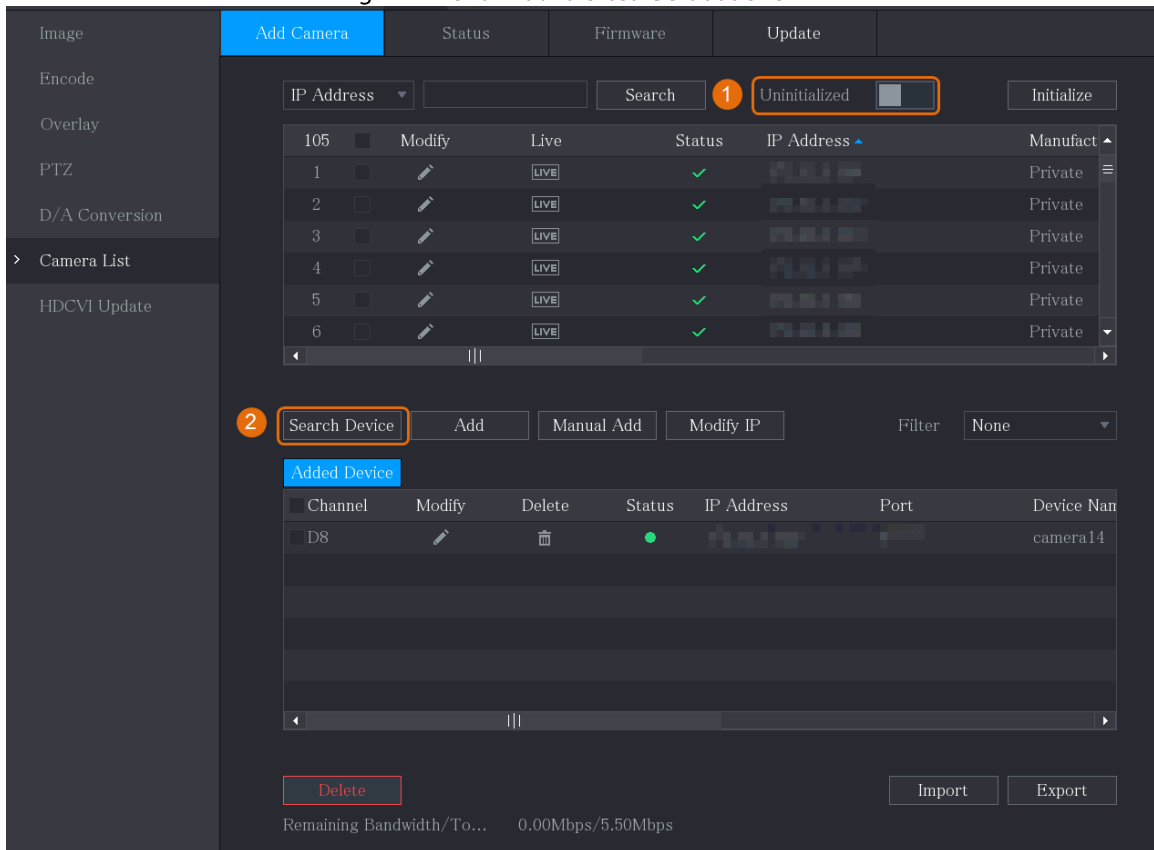 Image
Encode
Overlay
PTZ
D/A Conversion
Camera List
HDCVI Update
Add Camera Status Firmware Update
IP Address Search 1 Uninitialized Initialize
105 Modify Live Status IP Address Manufact
1 LIVE Private
2 LIVE Private
3 LIVE Private
4 LIVE Private
5 LIVE Private
6 LIVE Private
2 Search Device Add Manual Add Modify IP Filter None
Added Device
Channel Modify Delete Status IP Address Port Device Nam
D8 camera14
Delete Import Export
Remaining Bandwidth/To... 0.00Mbps/5.50Mbps